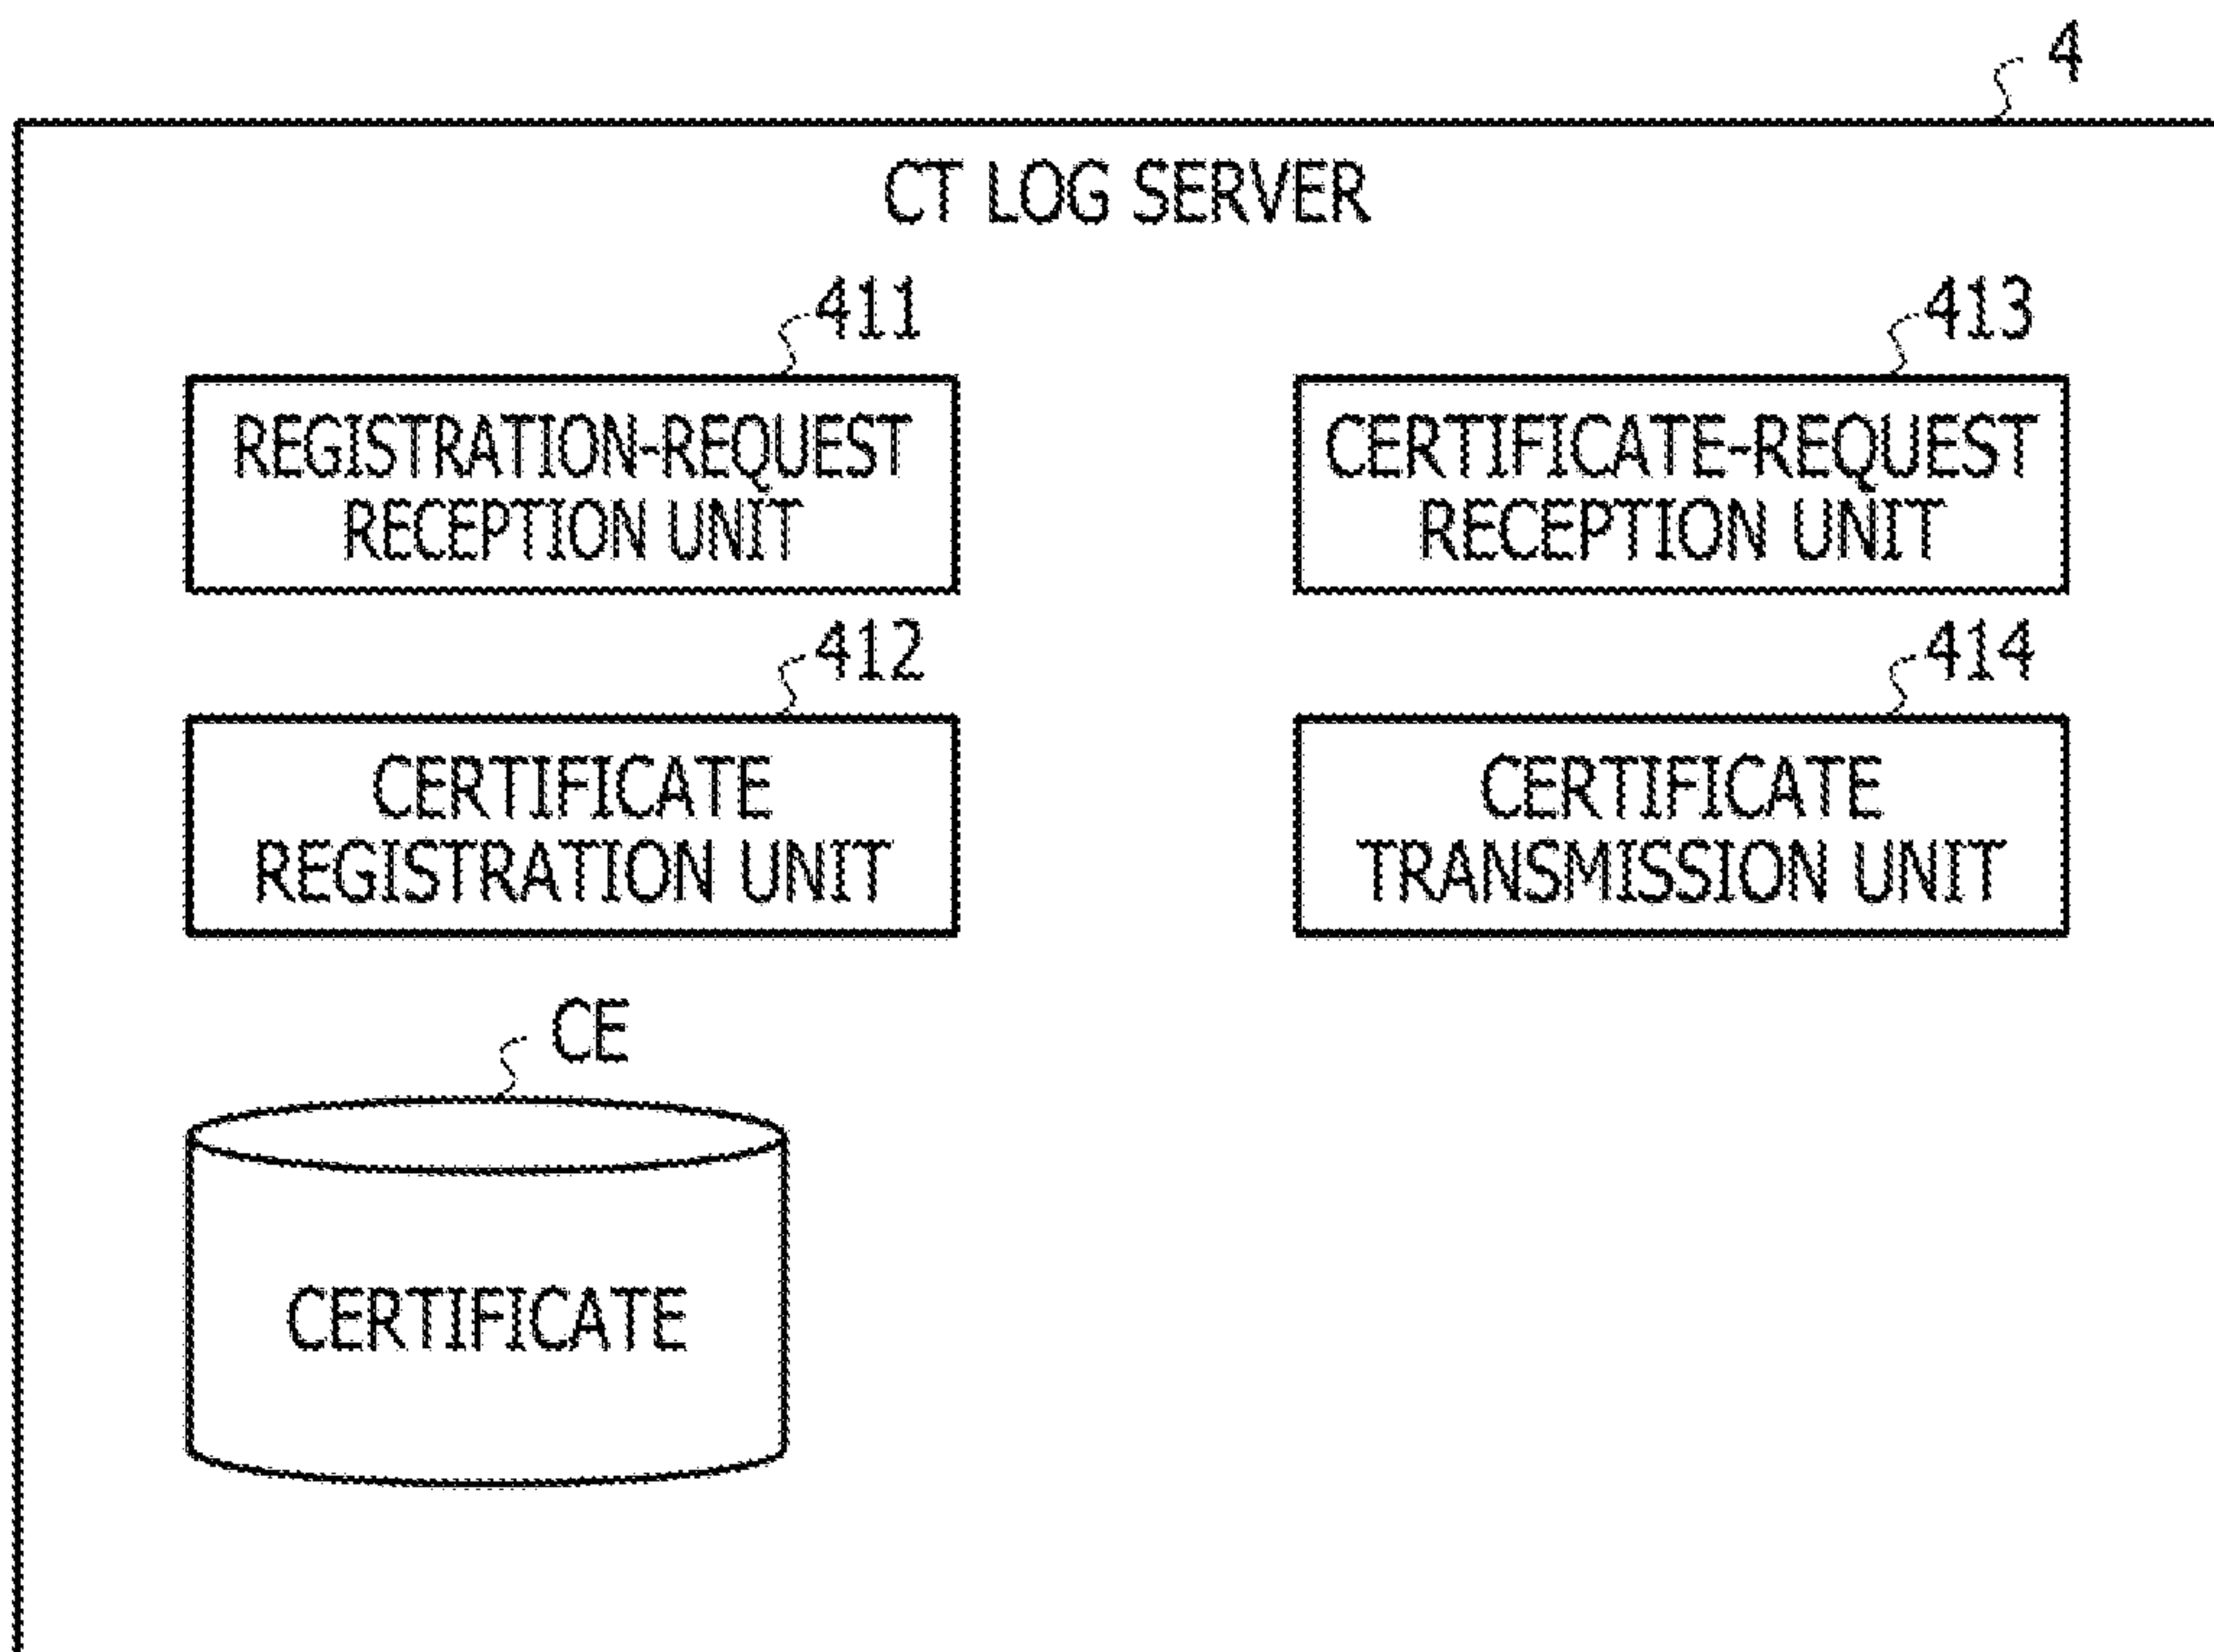 4
CT LOG SERVER
411
REGISTRATION-REQUEST
RECEPTION UNIT
413
CERTIFICATE-REQUEST
RECEPTION UNIT
412
CERTIFICATE
REGISTRATION UNIT
414
CERTIFICATE
TRANSMISSION UNIT
CE
CERTIFICATE